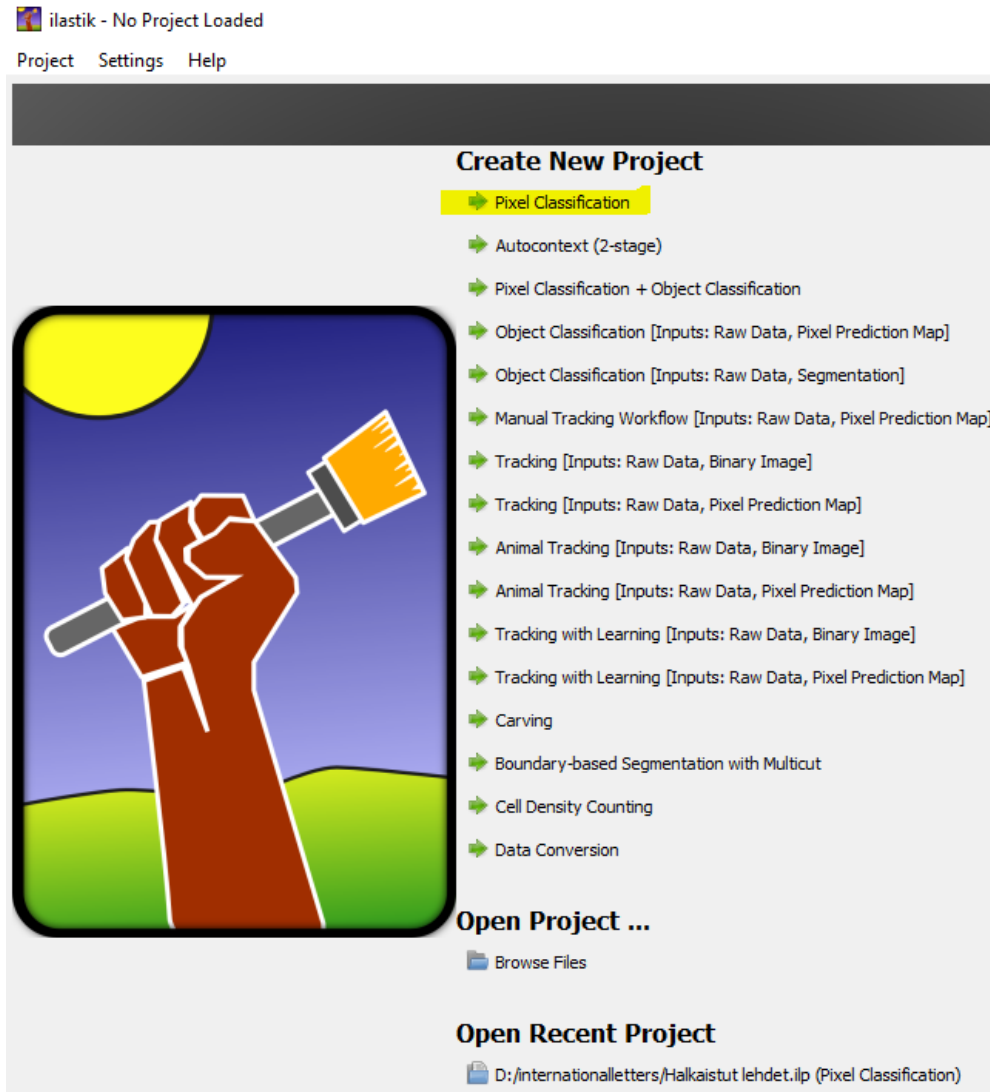 ilastik - No Project Loaded
Project Settings Help
Create New Project
Pixel Classification
Autocontext (2-stage)
Pixel Classification + Object Classification
Object Classification [Inputs: Raw Data, Pixel Prediction Map]
Object Classification [Inputs: Raw Data, Segmentation]
Manual Tracking Workflow [Inputs: Raw Data, Pixel Prediction Map]
Tracking [Inputs: Raw Data, Binary Image]
Tracking [Inputs: Raw Data, Pixel Prediction Map]
Animal Tracking [Inputs: Raw Data, Binary Image]
Animal Tracking [Inputs: Raw Data, Pixel Prediction Map]
Tracking with Learning [Inputs: Raw Data, Binary Image]
Tracking with Learning [Inputs: Raw Data, Pixel Prediction Map]
Carving
Boundary-based Segmentation with Multicut
Cell Density Counting
Data Conversion
Open Project ...
Browse Files
Open Recent Project
D:/internationalletters/Halkaistut lehdet.ilp (Pixel Classification)